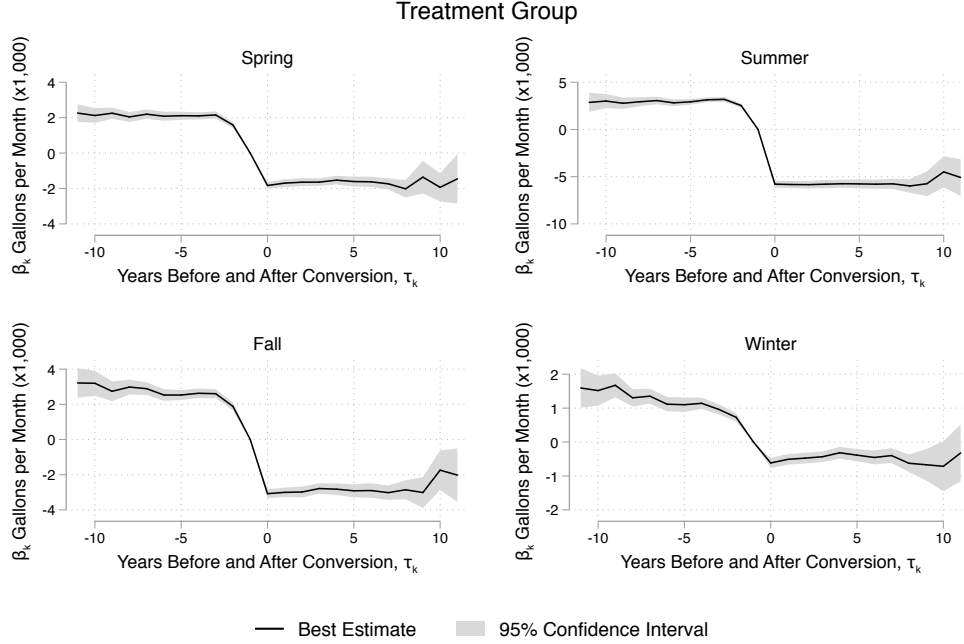 Treatment Group
Spring
β_k Gallons per Month (x1,000)
4
2
0
-2
-4
-10 -5 0 5 10
Years Before and After Conversion, τ_k
Summer
β_k Gallons per Month (x1,000)
5
0
-5
-10
-10 -5 0 5 10
Years Before and After Conversion, τ_k
Fall
β_k Gallons per Month (x1,000)
4
2
0
-2
-4
-10 -5 0 5 10
Years Before and After Conversion, τ_k
Winter
β_k Gallons per Month (x1,000)
2
1
0
-1
-2
-10 -5 0 5 10
Years Before and After Conversion, τ_k
Best Estimate 95% Confidence Interval